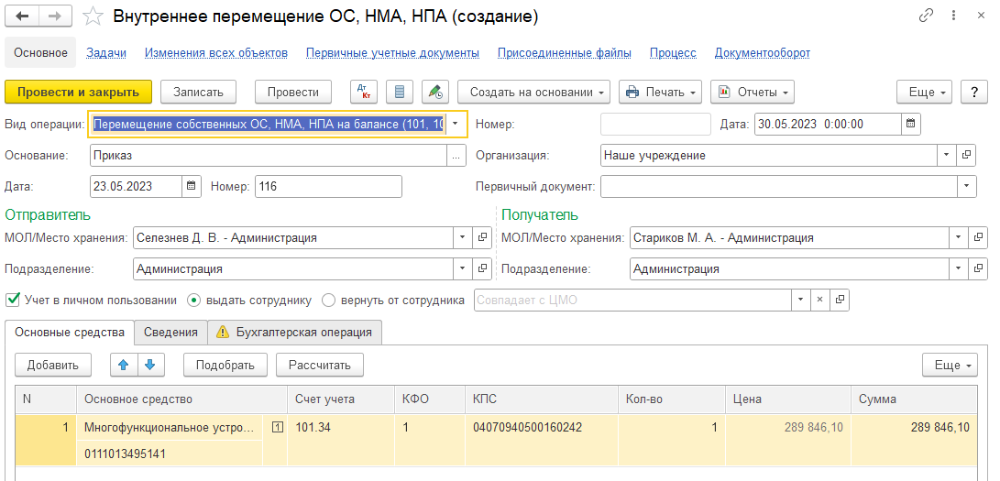 Внутреннее перемещение ОС, НМА, НПА (создание)
Основное Задачи Изменения всех объектов Первичные учетные документы Присоединенные файлы Процесс Документооборот
Провести и закрыть Записать Провести Дт Кт Создать на основании Печать Отчеты Еще ?
Вид операции: Перемещение собственных ОС, НМА, НПА на балансе (101, 10 Номер: Дата: 30.05.2023 0:00:00
Основание: Приказ ... Организация: Наше учреждение
Дата: 23.05.2023 Номер: 116 Первичный документ:
Отправитель Получатель
МОЛ/Место хранения: Селезнев Д. В. - Администрация МОЛ/Место хранения: Стариков М. А. - Администрация
Подразделение: Администрация Подразделение: Администрация
Учет в личном пользовании выдать сотруднику вернуть от сотрудника Совпадает с ЦМО
Основные средства Сведения Бухгалтерская операция
Добавить Подобрать Рассчитать Еще
N Основное средство Счет учета КФО КПС Кол-во Цена Сумма
1 Многофункциональное устро... 1 101.34 1 04070940500160242 1 289 846,10 289 846,10
0111013495141